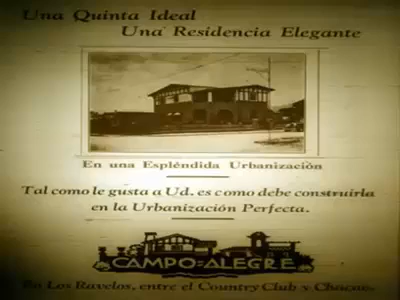 Una Quinta Ideal
Una Residencia Elegante
En una Espléndida Urbanización
Tal como le gusta a Ud. es como debe construirla
en la Urbanización Perfecta.
CAMPO-ALEGRE
En Los Ravelos, entre el Country Club y Chacao